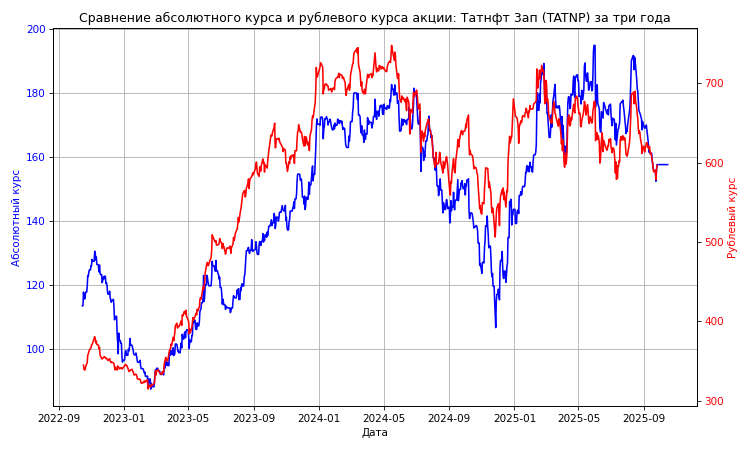 Сравнение абсолютного курса и рублевого курса акции: Татнфт 3ап (TATNP) за три года
200
180
160
140
120
100
Абсолютный курс
700
600
500
400
300
Рублевый курс
2022-09 2023-01 2023-05 2023-09 2024-01 2024-05 2024-09 2025-01 2025-05 2025-09
Дата